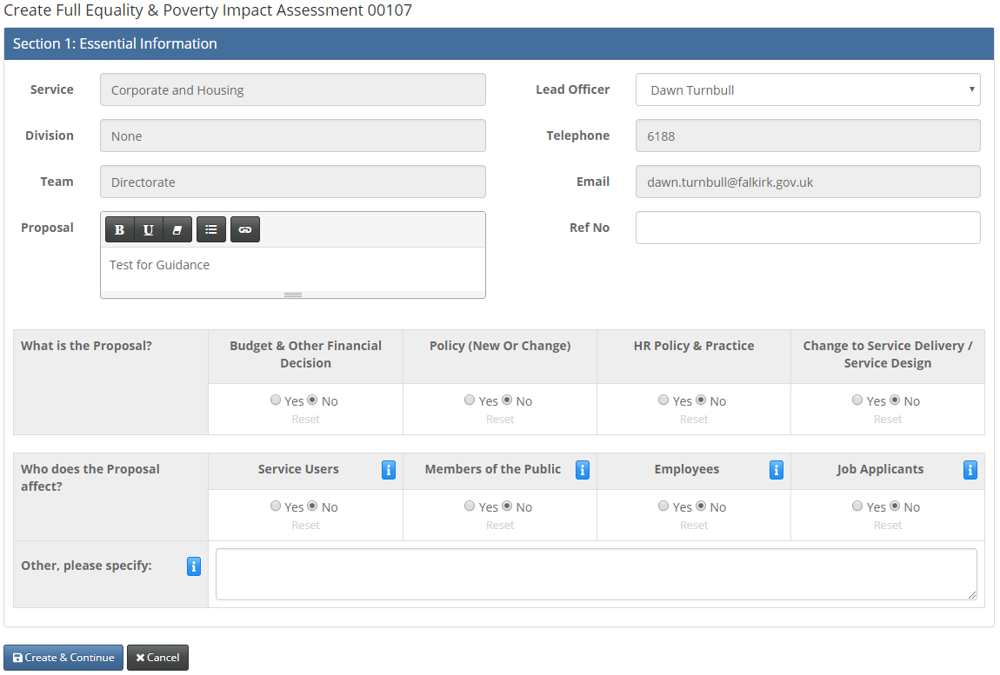 Create Full Equality & Poverty Impact Assessment 00107
Section 1: Essential Information
Service
Corporate and Housing
Lead Officer
Dawn Turnbull
Division
None
Telephone
6188
Team
Directorate
Email
dawn.turnbull@falkirk.gov.uk
Proposal
B U
Test for Guidance
Ref No
What is the Proposal?
Budget & Other Financial
Decision
Policy (New Or Change)
HR Policy & Practice
Change to Service Delivery /
Service Design
Yes No
Reset
Yes No
Reset
Yes No
Reset
Yes No
Reset
Who does the Proposal
affect?
Service Users i
Members of the Public i
Employees i
Job Applicants i
Yes No
Reset
Yes No
Reset
Yes No
Reset
Yes No
Reset
Other, please specify: i
Create & Continue
Cancel